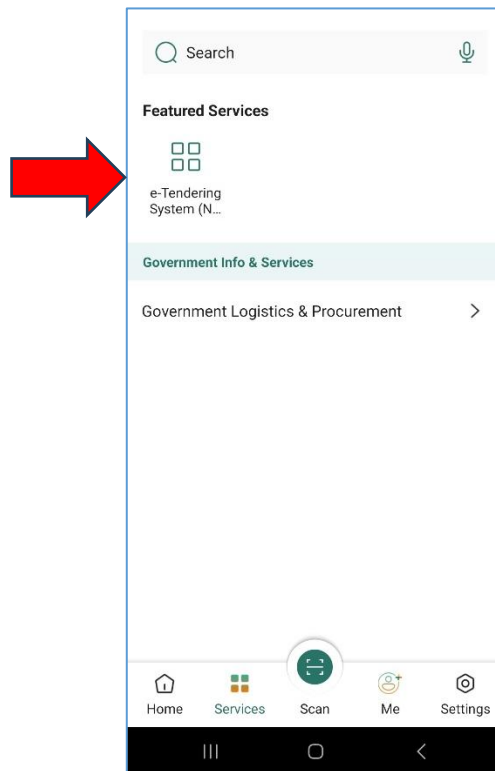 Search
Featured Services
e-Tendering
System (N...
Government Info & Services
Government Logistics & Procurement
Home Services Scan Me Settings